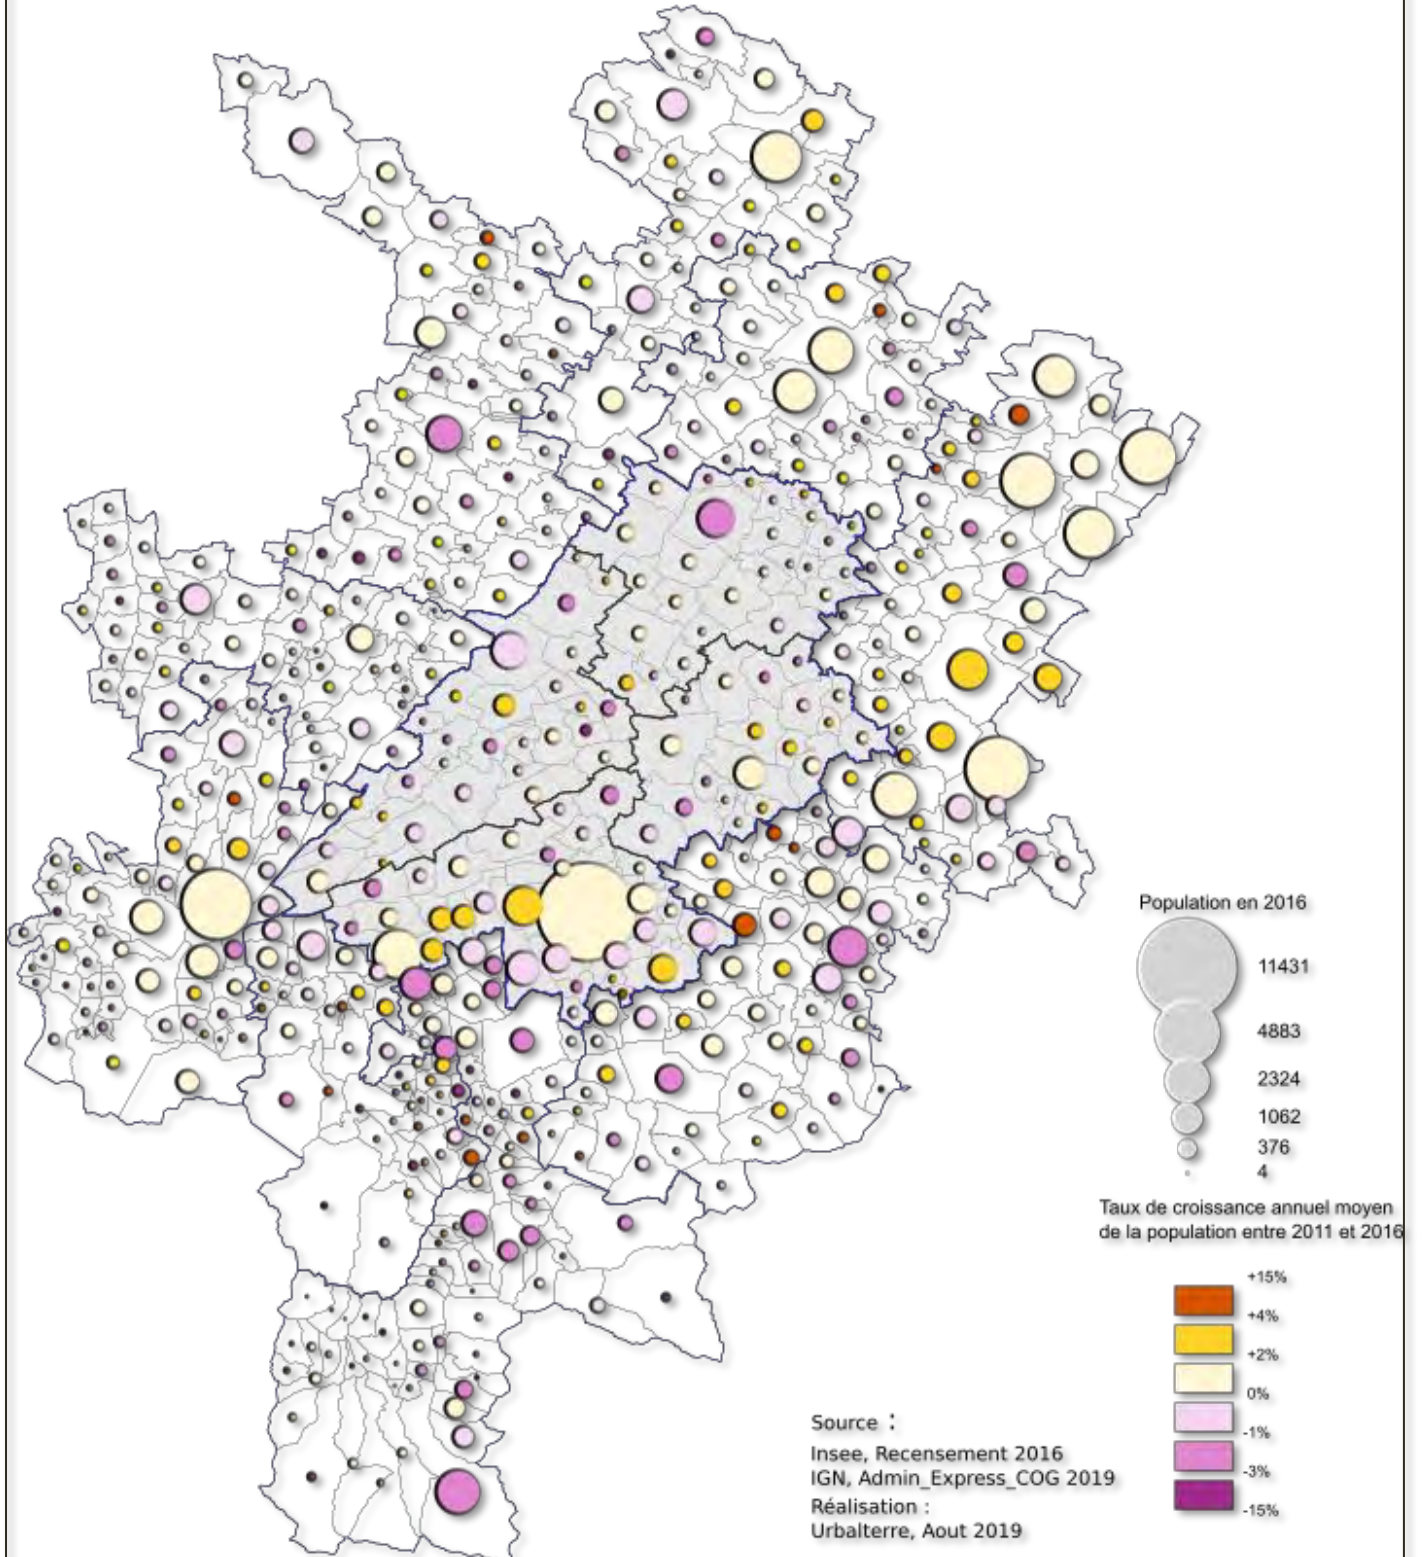 Population en 2016
11431
4883
2324
1062
376
4
Taux de croissance annuel moyen
de la population entre 2011 et 2016
+15%
+4%
+2%
0%
-1%
-3%
-15%
Source :
Insee, Recensement 2016
IGN, Admin_Express_COG 2019
Réalisation :
Urbalterre, Aout 2019